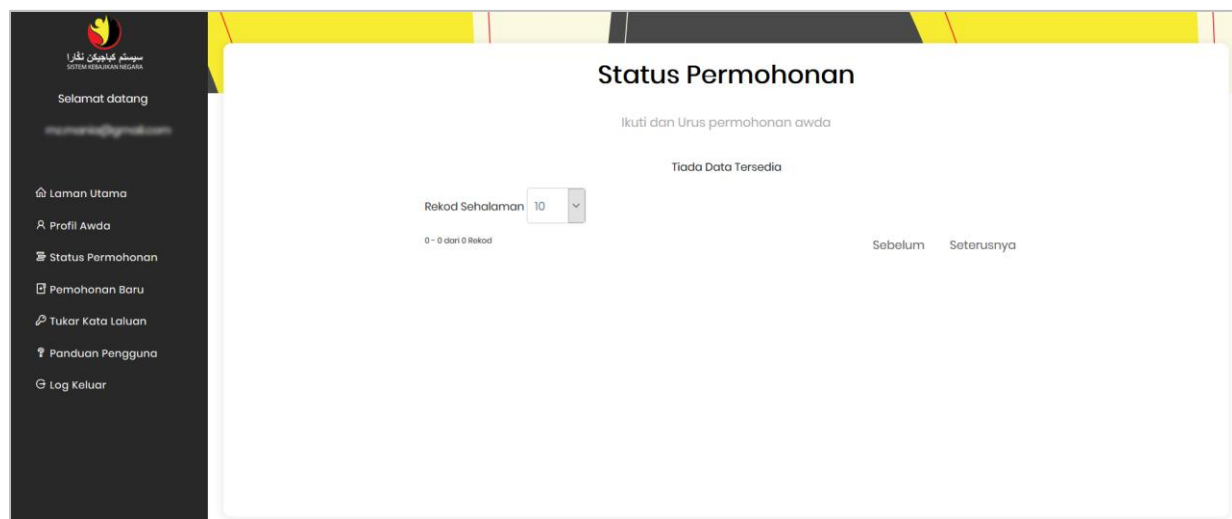 سيستم كباجيكن نݢارا
SISTEM KEBAJIKAN NEGARA
Selamat datang
Laman Utama
Profil Awda
Status Permohonan
Pemohonan Baru
Tukar Kata Laluan
Panduan Pengguna
Log Keluar
Status Permohonan
Ikuti dan Urus permohonan awda
Tiada Data Tersedia
Rekod Sehalaman 10
0 - 0 dari 0 Rekod
Sebelum Seterusnya